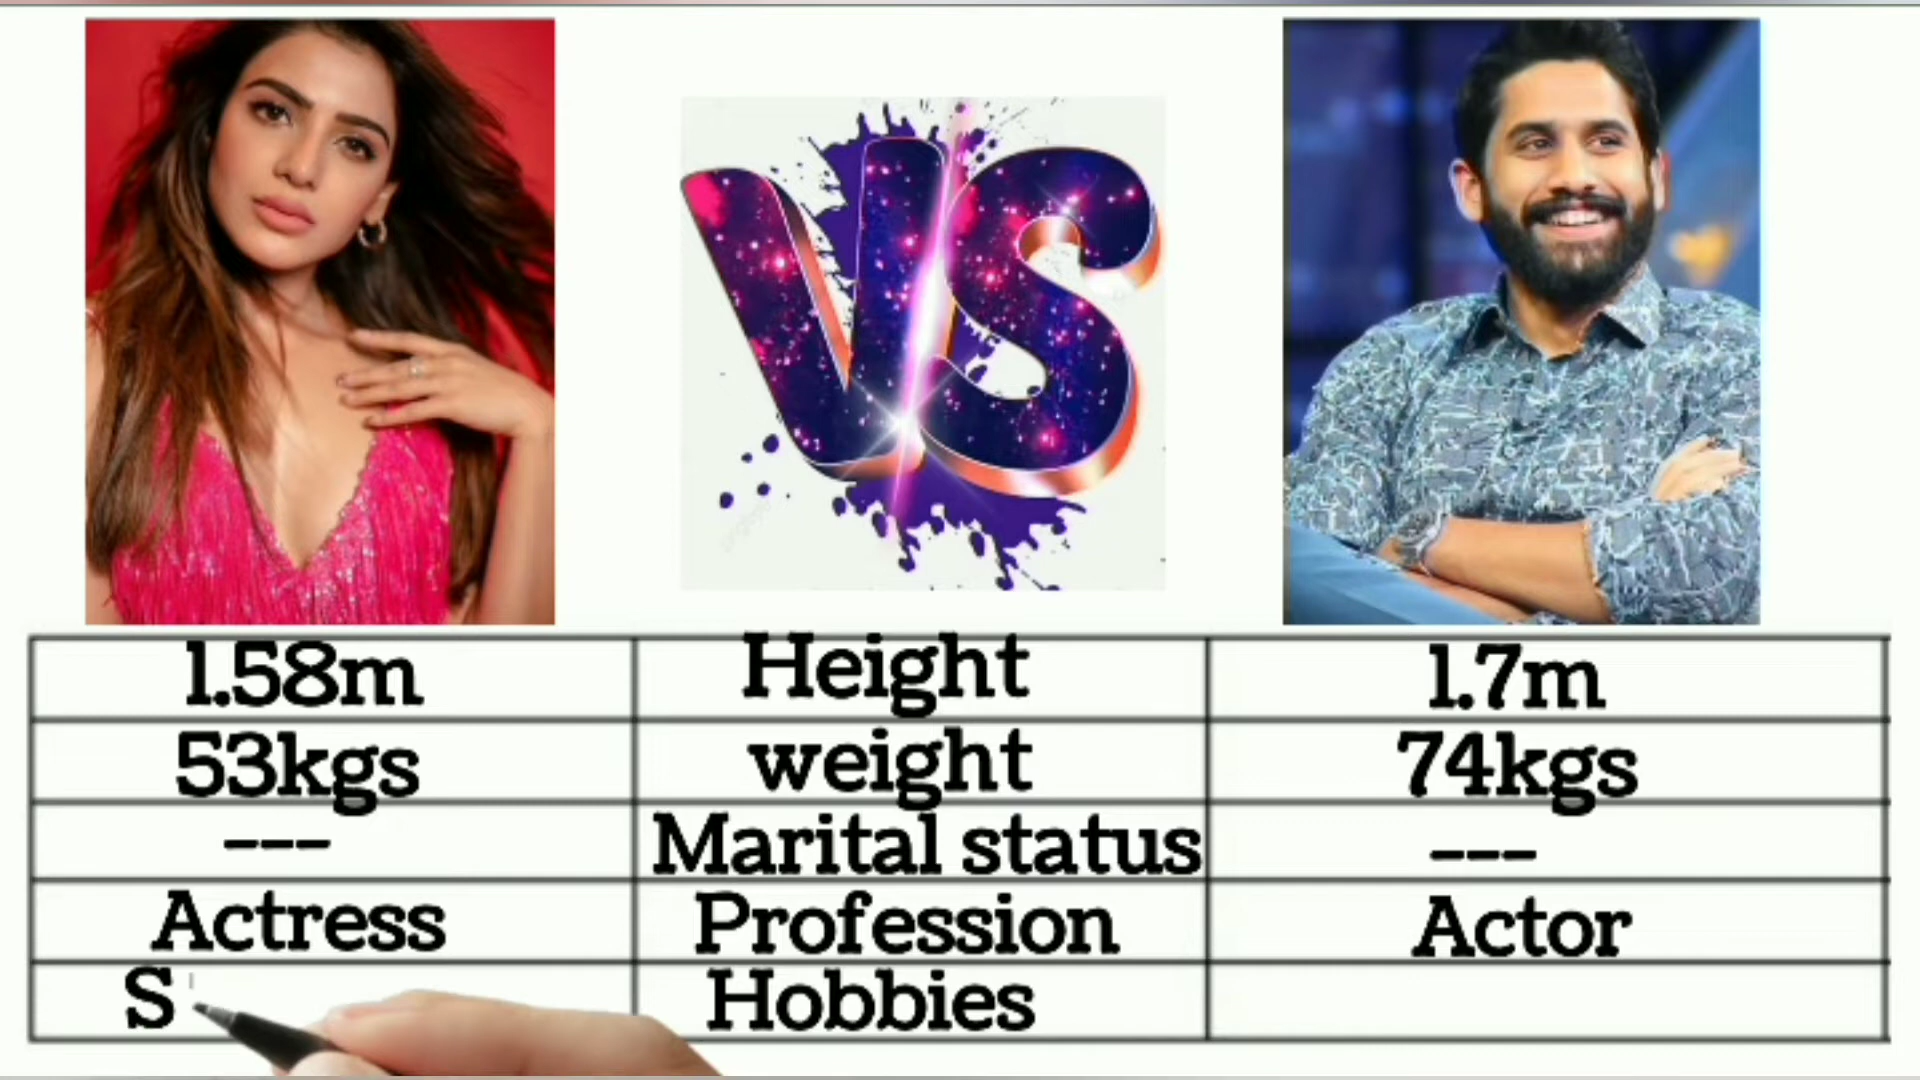 VS
1.58m Height 1.7m
53kgs weight 74kgs
--- Marital status ---
Actress Profession Actor
S Hobbies